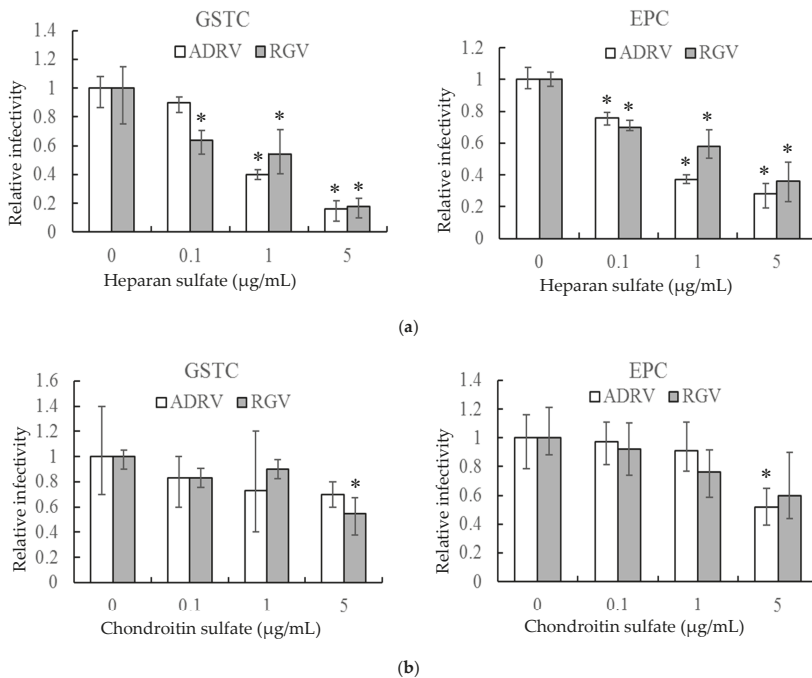 GSTC
ADRV RGV
Relative infectivity
1.4
1.2
1
0.8
0.6
0.4
0.2
0
*
*
*
*
*
0 0.1 1 5
Heparan sulfate (µg/mL)
EPC
ADRV RGV
Relative infectivity
1.4
1.2
1
0.8
0.6
0.4
0.2
0
* *
*
*
*
*
0 0.1 1 5
Heparan sulfate (µg/mL)
(a)
GSTC
ADRV RGV
Relative infectivity
1.6
1.4
1.2
1
0.8
0.6
0.4
0.2
0
*
0 0.1 1 5
Chondroitin sulfate (µg/mL)
EPC
ADRV RGV
Relative infectivity
1.4
1.2
1
0.8
0.6
0.4
0.2
0
*
0 0.1 1 5
Chondroitin sulfate (µg/mL)
(b)